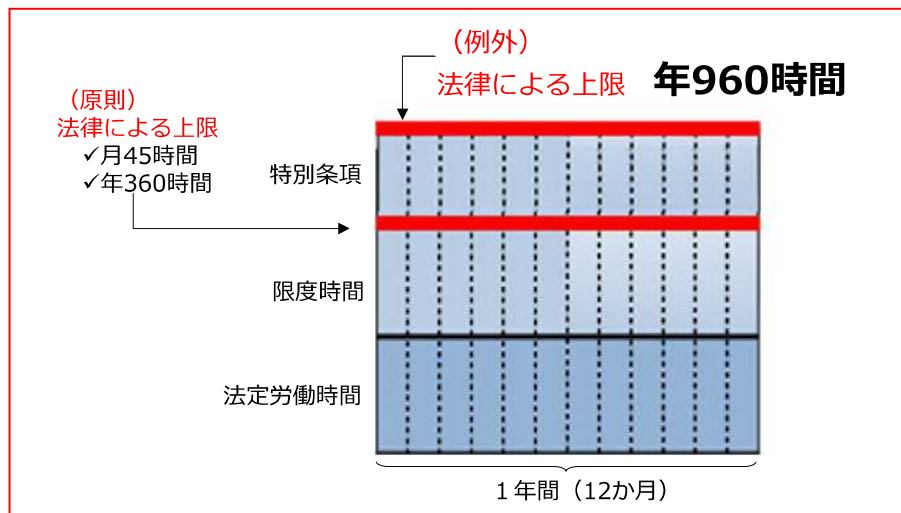 （例外）
法律による上限 年960時間
（原則）
法律による上限
✓月45時間
✓年360時間
特別条項
限度時間
法定労働時間
１年間（12か月）